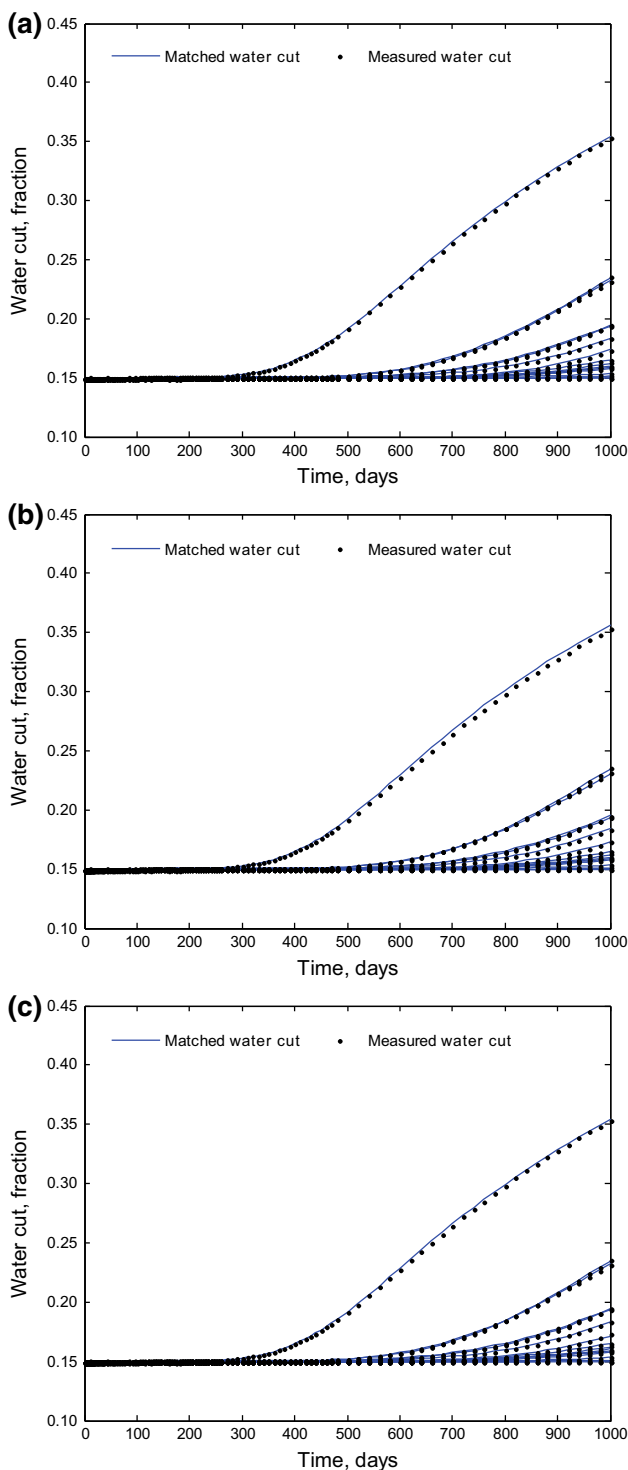 (a)
0.45
0.40
0.35
0.30
0.25
0.20
0.15
0.10
Water cut, fraction
Matched water cut
Measured water cut
0 100 200 300 400 500 600 700 800 900 1000
Time, days
(b)
0.45
0.40
0.35
0.30
0.25
0.20
0.15
0.10
Water cut, fraction
Matched water cut
Measured water cut
0 100 200 300 400 500 600 700 800 900 1000
Time, days
(c)
0.45
0.40
0.35
0.30
0.25
0.20
0.15
0.10
Water cut, fraction
Matched water cut
Measured water cut
0 100 200 300 400 500 600 700 800 900 1000
Time, days